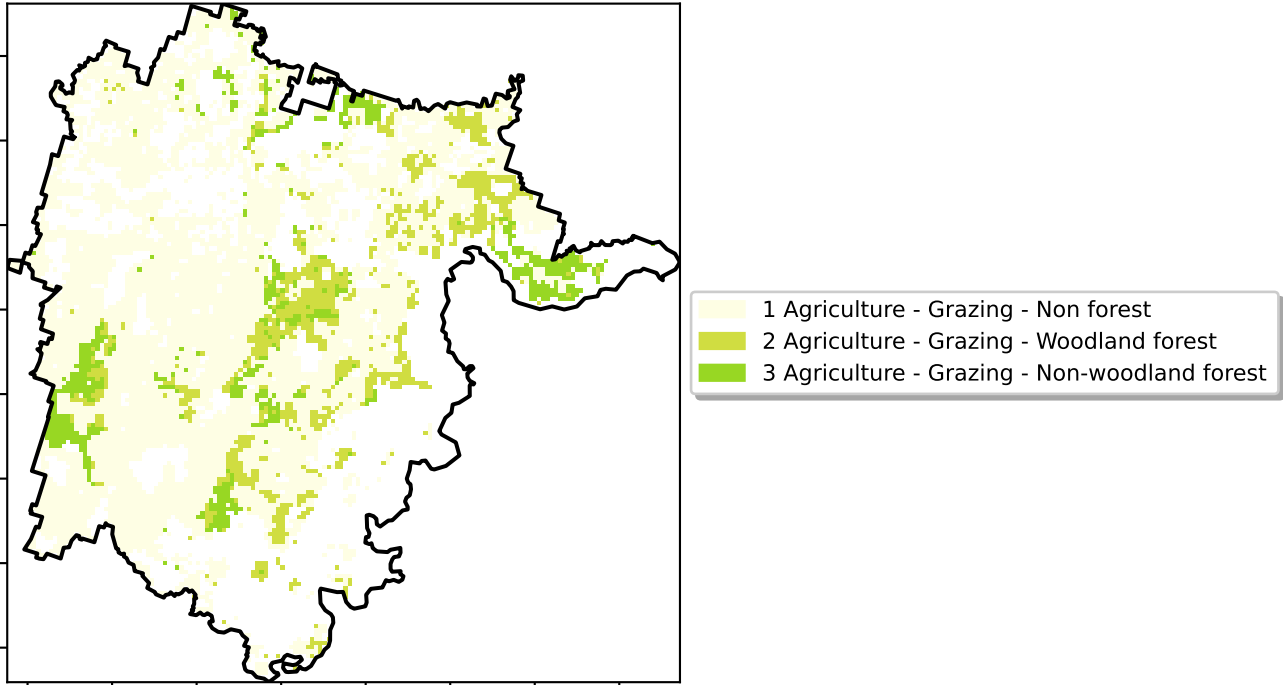 1 Agriculture - Grazing - Non forest
2 Agriculture - Grazing - Woodland forest
3 Agriculture - Grazing - Non-woodland forest